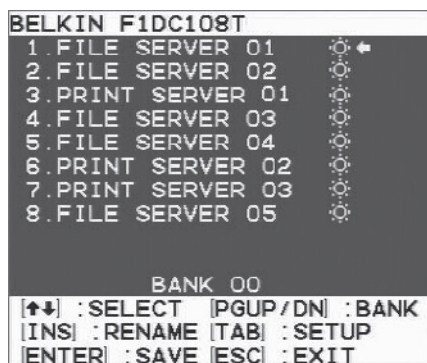 BELKIN F1DC108T
1.FILE SERVER 01
2.FILE SERVER 02
3.PRINT SERVER 01
4.FILE SERVER 03
5.FILE SERVER 04
6.PRINT SERVER 02
7.PRINT SERVER 03
8.FILE SERVER 05
BANK 00
[↑↓] :SELECT [PGUP/DN] :BANK
[INS] :RENAME [TAB] :SETUP
[ENTER] :SAVE [ESC] :EXIT